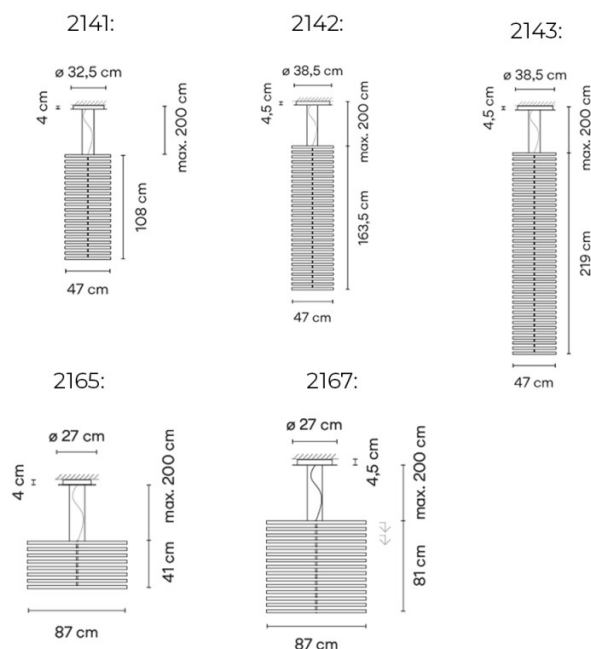 2141:
ø 32,5 cm
4 cm
max. 200 cm
108 cm
47 cm
2142:
ø 38,5 cm
4,5 cm
max. 200 cm
163,5 cm
47 cm
2143:
ø 38,5 cm
4,5 cm
max. 200 cm
219 cm
47 cm
2165:
ø 27 cm
4 cm
max. 200 cm
41 cm
87 cm
2167:
ø 27 cm
4,5 cm
max. 200 cm
81 cm
87 cm